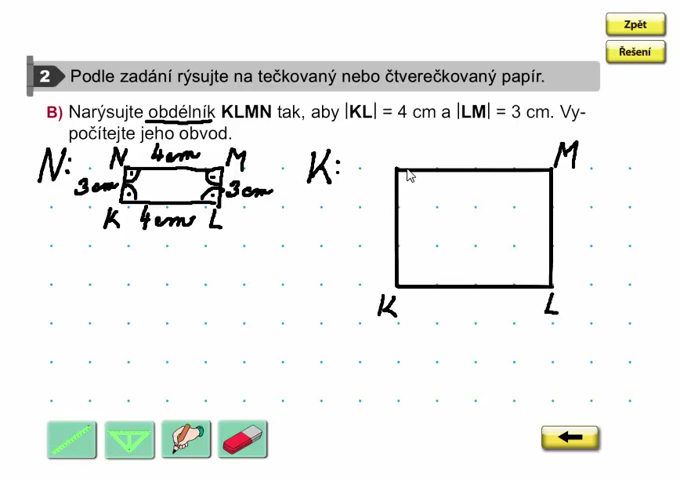 Zpět
Řešení
2 Podle zadání rýsujte na tečkovaný nebo čtverečkovaný papír.
B) Narýsujte obdélník KLMN tak, aby |KL| = 4 cm a |LM| = 3 cm. Vy-
počítejte jeho obvod.
N: N 4cm M
3cm 3cm
K 4cm L
K: M
K L